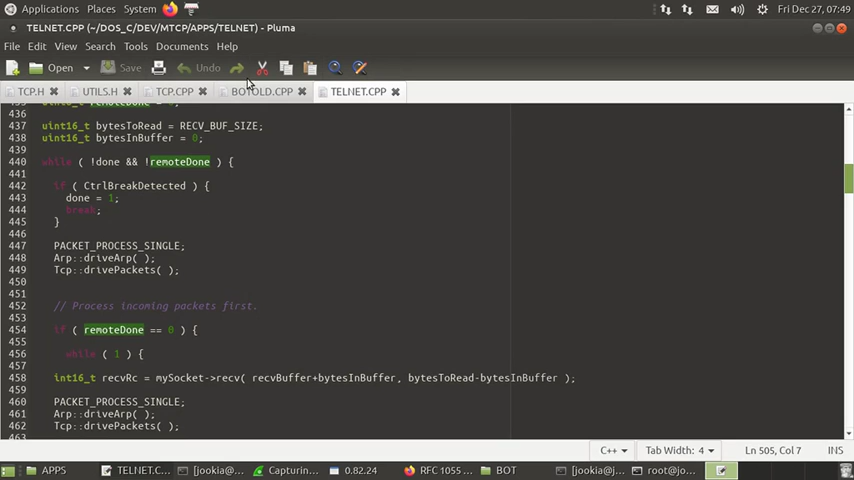 Applications Places System Fri Dec 27, 07:49
TELNET.CPP (~/DOS_C/DEV/MTCP/APPS/TELNET) - Pluma
File Edit View Search Tools Documents Help
Open Save Undo
TCP.H UTILS.H TCP.CPP BOTOLD.CPP TELNET.CPP
435 remoteDone = 0;
436
437 uint16_t bytesToRead = RECV_BUF_SIZE;
438 uint16_t bytesInBuffer = 0;
439
440 while ( !done && !remoteDone ) {
441
442 if ( CtrlBreakDetected ) {
443 done = 1;
444 break;
445 }
446
447 PACKET_PROCESS_SINGLE;
448 Arp::driveArp( );
449 Tcp::drivePackets( );
450
451
452 // Process incoming packets first.
453
454 if ( remoteDone == 0 ) {
455
456 while ( 1 ) {
457
458 int16_t recvRc = mySocket->recv( recvBuffer+bytesInBuffer, bytesToRead-bytesInBuffer );
459
460 PACKET_PROCESS_SINGLE;
461 Arp::driveArp( );
462 Tcp::drivePackets( );
463
C++ Tab Width: 4 Ln 505, Col 7 INS
APPS TELNET.C... [jookia@... Capturin... 0.82.24 RFC 1055 ... BOT [jookia@... root@jo...